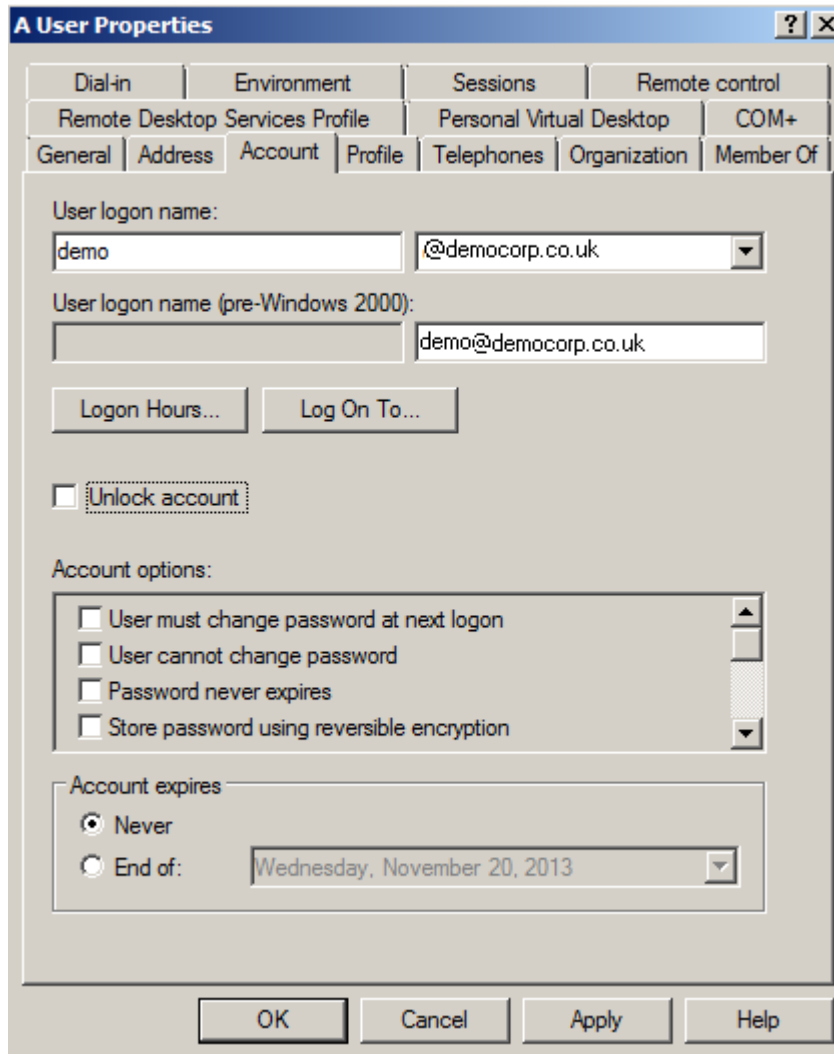 A User Properties
Dial-in Environment Sessions Remote control
Remote Desktop Services Profile Personal Virtual Desktop COM+
General Address Account Profile Telephones Organization Member Of
User logon name:
demo @democorp.co.uk
User logon name (pre-Windows 2000):
demo@democorp.co.uk
Logon Hours... Log On To...
Unlock account
Account options:
User must change password at next logon
User cannot change password
Password never expires
Store password using reversible encryption
Account expires
Never
End of: Wednesday, November 20, 2013
OK Cancel Apply Help